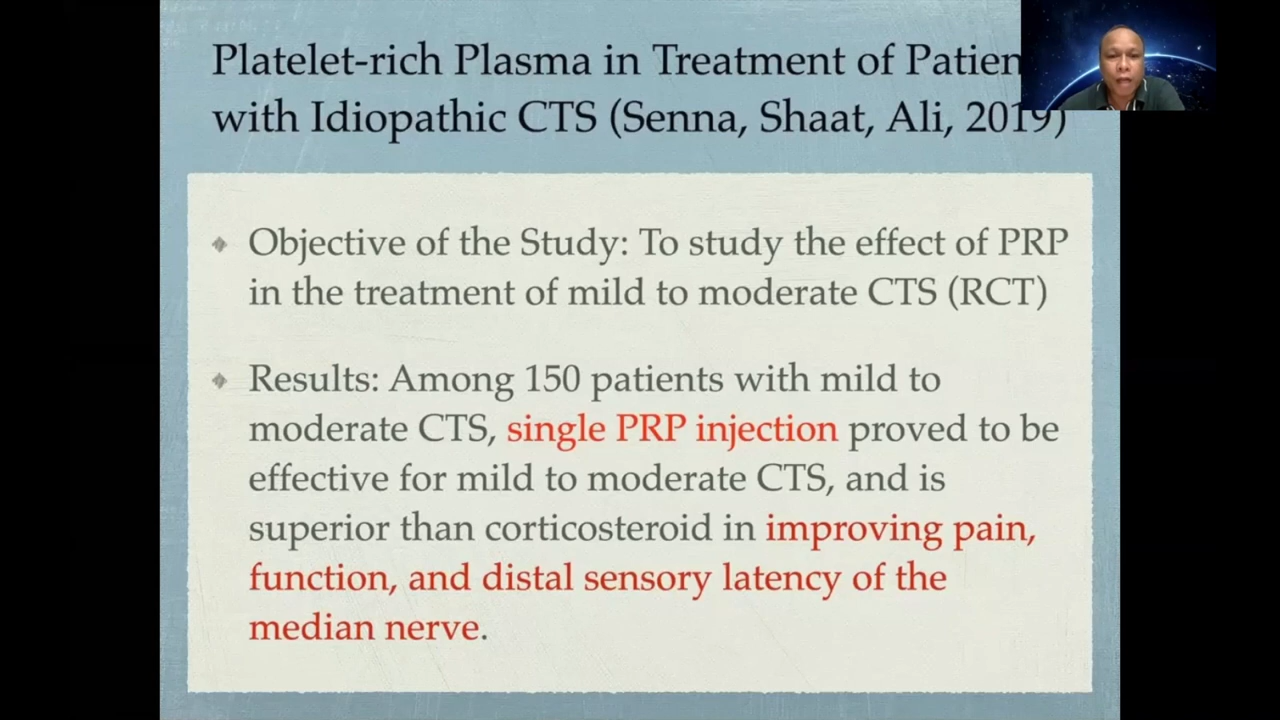 Platelet-rich Plasma in Treatment of Patien
with Idiopathic CTS (Senna, Shaat, Ali, 2019)
Objective of the Study: To study the effect of PRP
in the treatment of mild to moderate CTS (RCT)
Results: Among 150 patients with mild to
moderate CTS, single PRP injection proved to be
effective for mild to moderate CTS, and is
superior than corticosteroid in improving pain,
function, and distal sensory latency of the
median nerve.